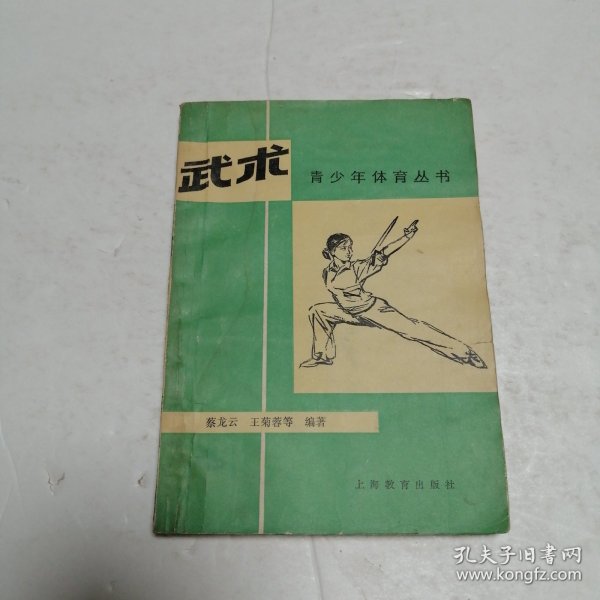 武术
青少年体育丛书
蔡龙云 王菊蓉等 编著
上海教育出版社
孔夫子旧书网
www.kongfz.com